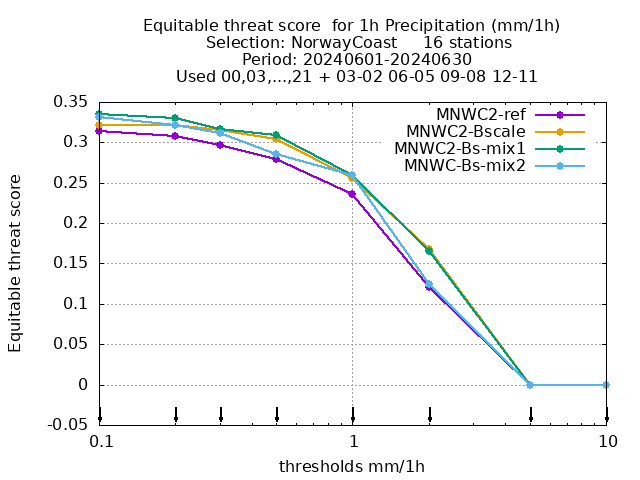 Equitable threat score  for 1h Precipitation (mm/1h)
Selection: NorwayCoast     16 stations
Period: 20240601-20240630
Used 00,03,...,21 + 03-02 06-05 09-08 12-11
0.35
0.3
0.25
0.2
0.15
0.1
0.05
0
-0.05
Equitable threat score
MNWC2-ref
MNWC2-Bscale
MNWC2-Bs-mix1
MNWC-Bs-mix2
0.1
1
10
thresholds mm/1h